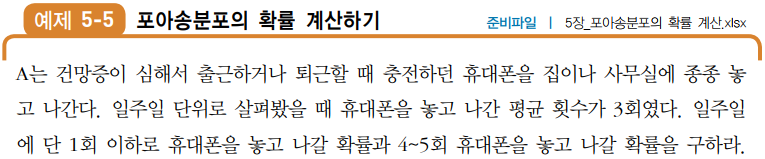 예제 5-5 포아송분포의 확률 계산하기 준비파일 | 5장_포아송분포의 확률 계산.xlsx
A는 건망증이 심해서 출근하거나 퇴근할 때 충전하던 휴대폰을 집이나 사무실에 종종 놓
고 나간다. 일주일 단위로 살펴봤을 때 휴대폰을 놓고 나간 평균 횟수가 3회였다. 일주일
에 단 1회 이하로 휴대폰을 놓고 나갈 확률과 4~5회 휴대폰을 놓고 나갈 확률을 구하라.